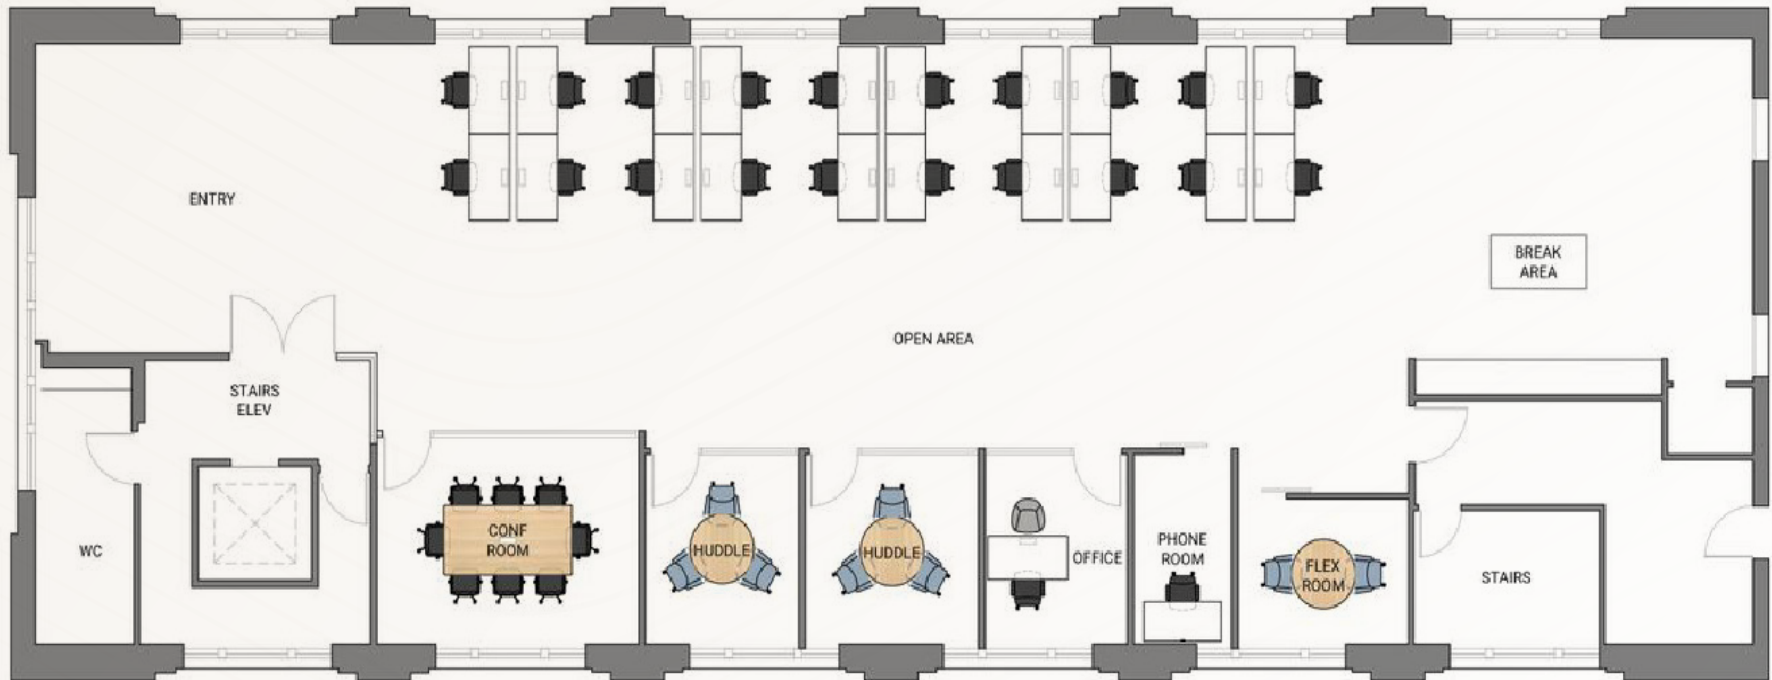 ENTRY
BREAK
AREA
OPEN AREA
STAIRS
ELEV
WC
CONF
ROOM
HUDDLE
HUDDLE
OFFICE
PHONE
ROOM
FLEX
ROOM
STAIRS